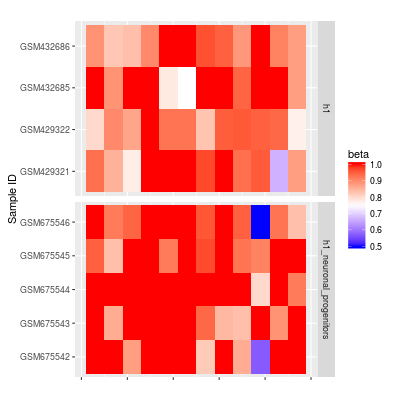 Sample ID
GSM432686
GSM432685
GSM429322
GSM429321
h1
GSM675546
GSM675545
GSM675544
GSM675543
GSM675542
h1_neuronal_progenitors
beta
1.0
0.9
0.8
0.7
0.6
0.5